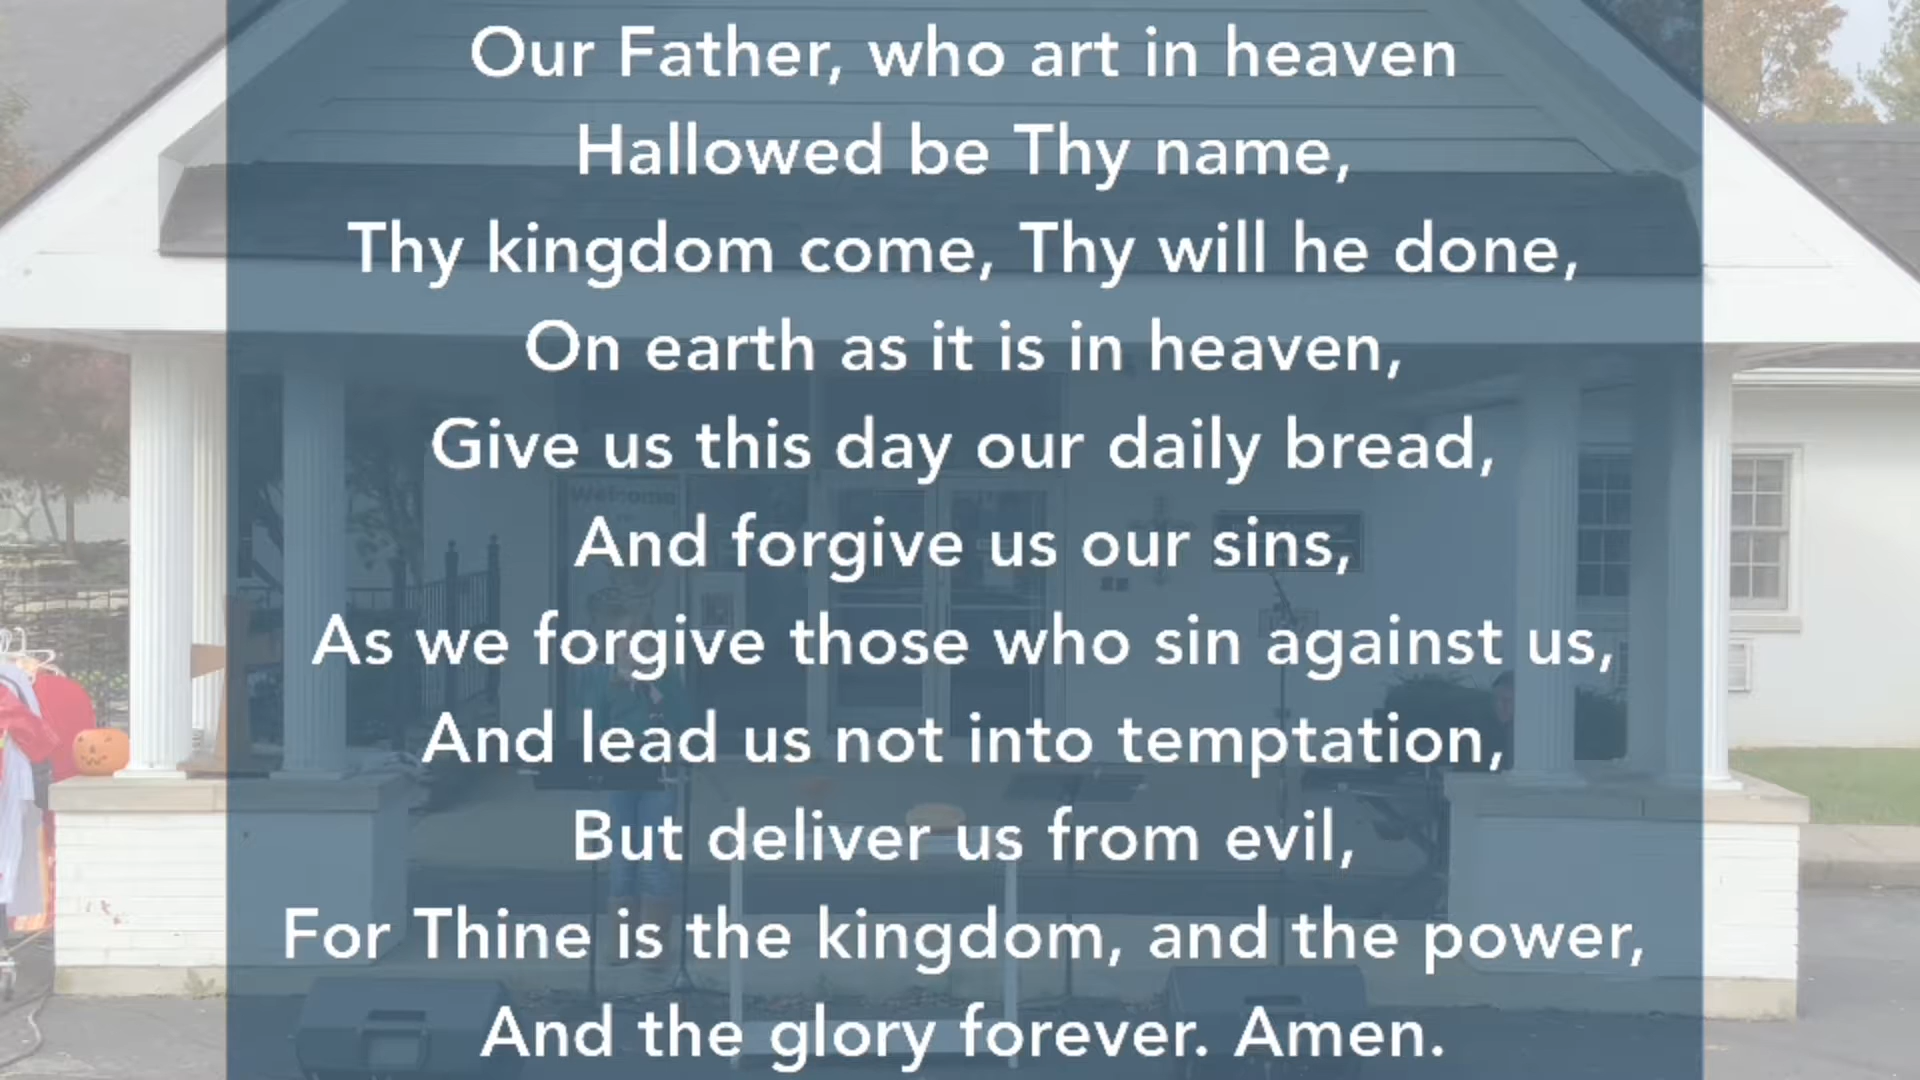 Our Father, who art in heaven
Hallowed be Thy name,
Thy kingdom come, Thy will he done,
On earth as it is in heaven,
Give us this day our daily bread,
And forgive us our sins,
As we forgive those who sin against us,
And lead us not into temptation,
But deliver us from evil,
For Thine is the kingdom, and the power,
And the glory forever. Amen.
Welcome